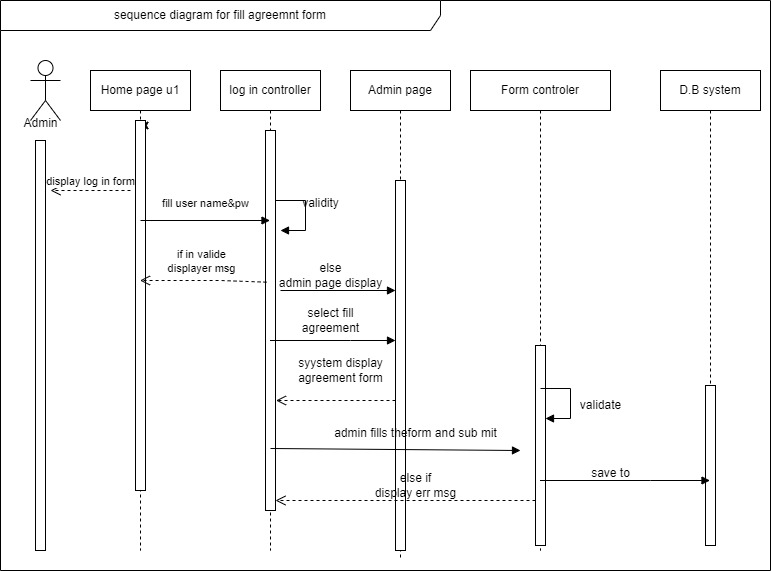 sequence diagram for fill agreemnt form
Admin
Home page u1
log in controller
Admin page
Form controler
D.B system
display log in form
fill user name&pw
validity
if in valide
displayer msg
else
admin page display
select fill
agreement
syystem display
agreement form
validate
admin fills theform and sub mit
save to
else if
display err msg